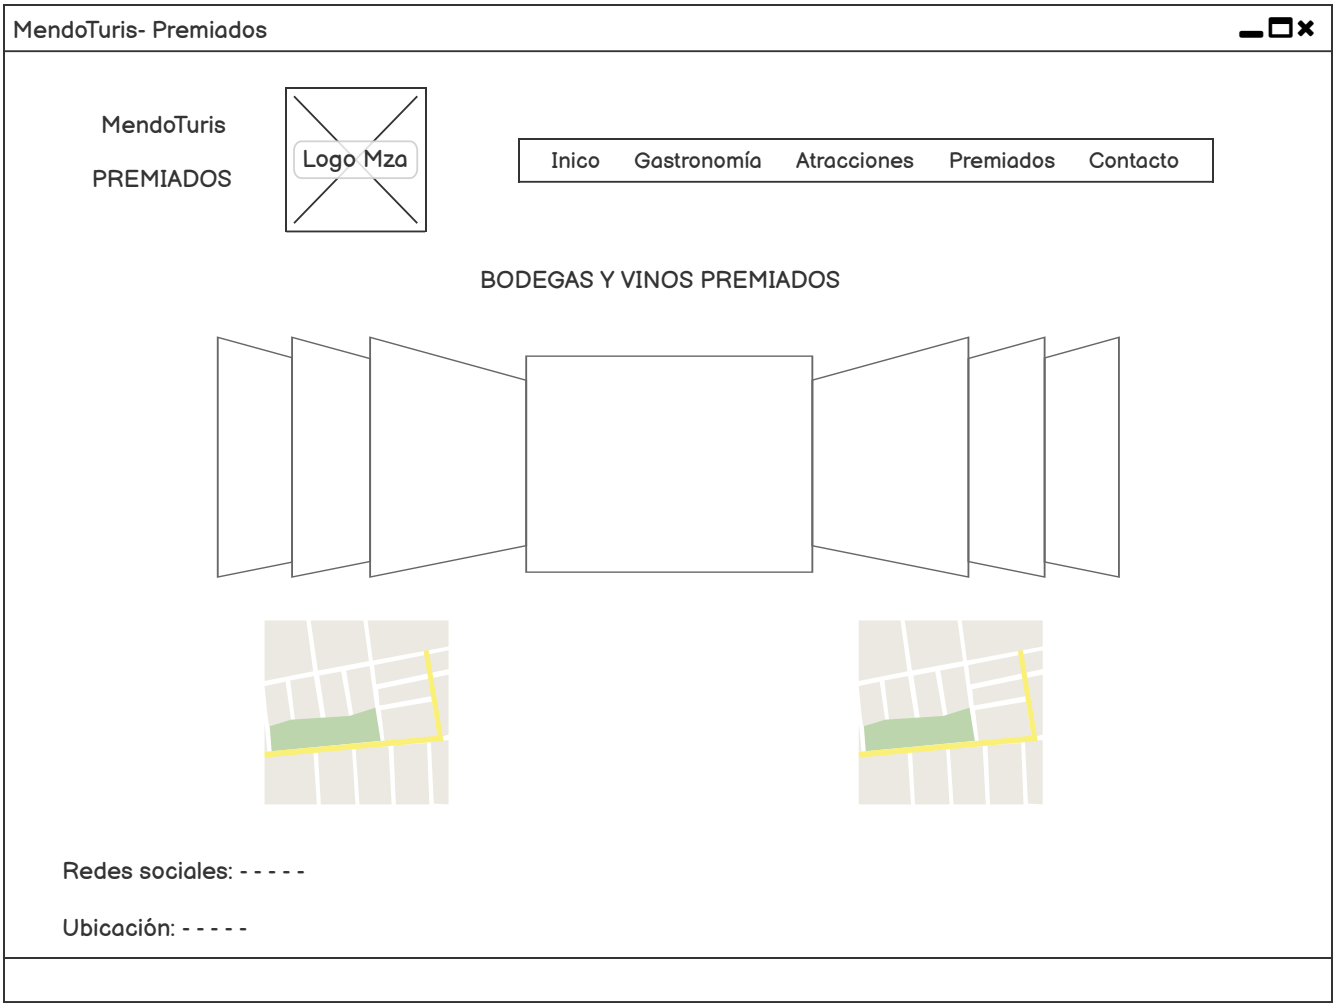 MendoTuris- Premiados
MendoTuris
PREMIADOS
Logo Mza
Inico Gastronomía Atracciones Premiados Contacto
BODEGAS Y VINOS PREMIADOS
Redes sociales: - - - - -
Ubicación: - - - - -